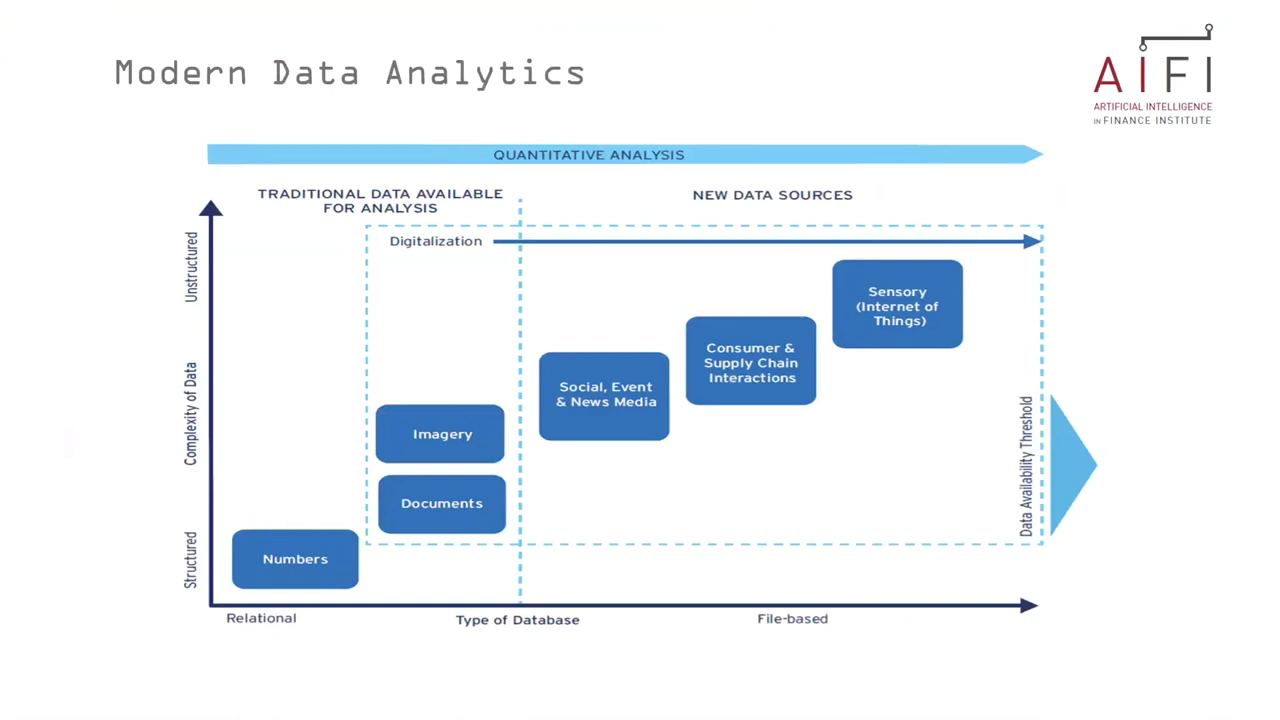 Modern Data Analytics
AIFI
ARTIFICIAL INTELLIGENCE
IN FINANCE INSTITUTE
QUANTITATIVE ANALYSIS
TRADITIONAL DATA AVAILABLE
FOR ANALYSIS
NEW DATA SOURCES
Digitalization
Unstructured
Complexity of Data
Structured
Sensory
(Internet of
Things)
Consumer &
Supply Chain
Interactions
Social, Event
& News Media
Imagery
Documents
Numbers
Data Availability Threshold
Relational
Type of Database
File-based